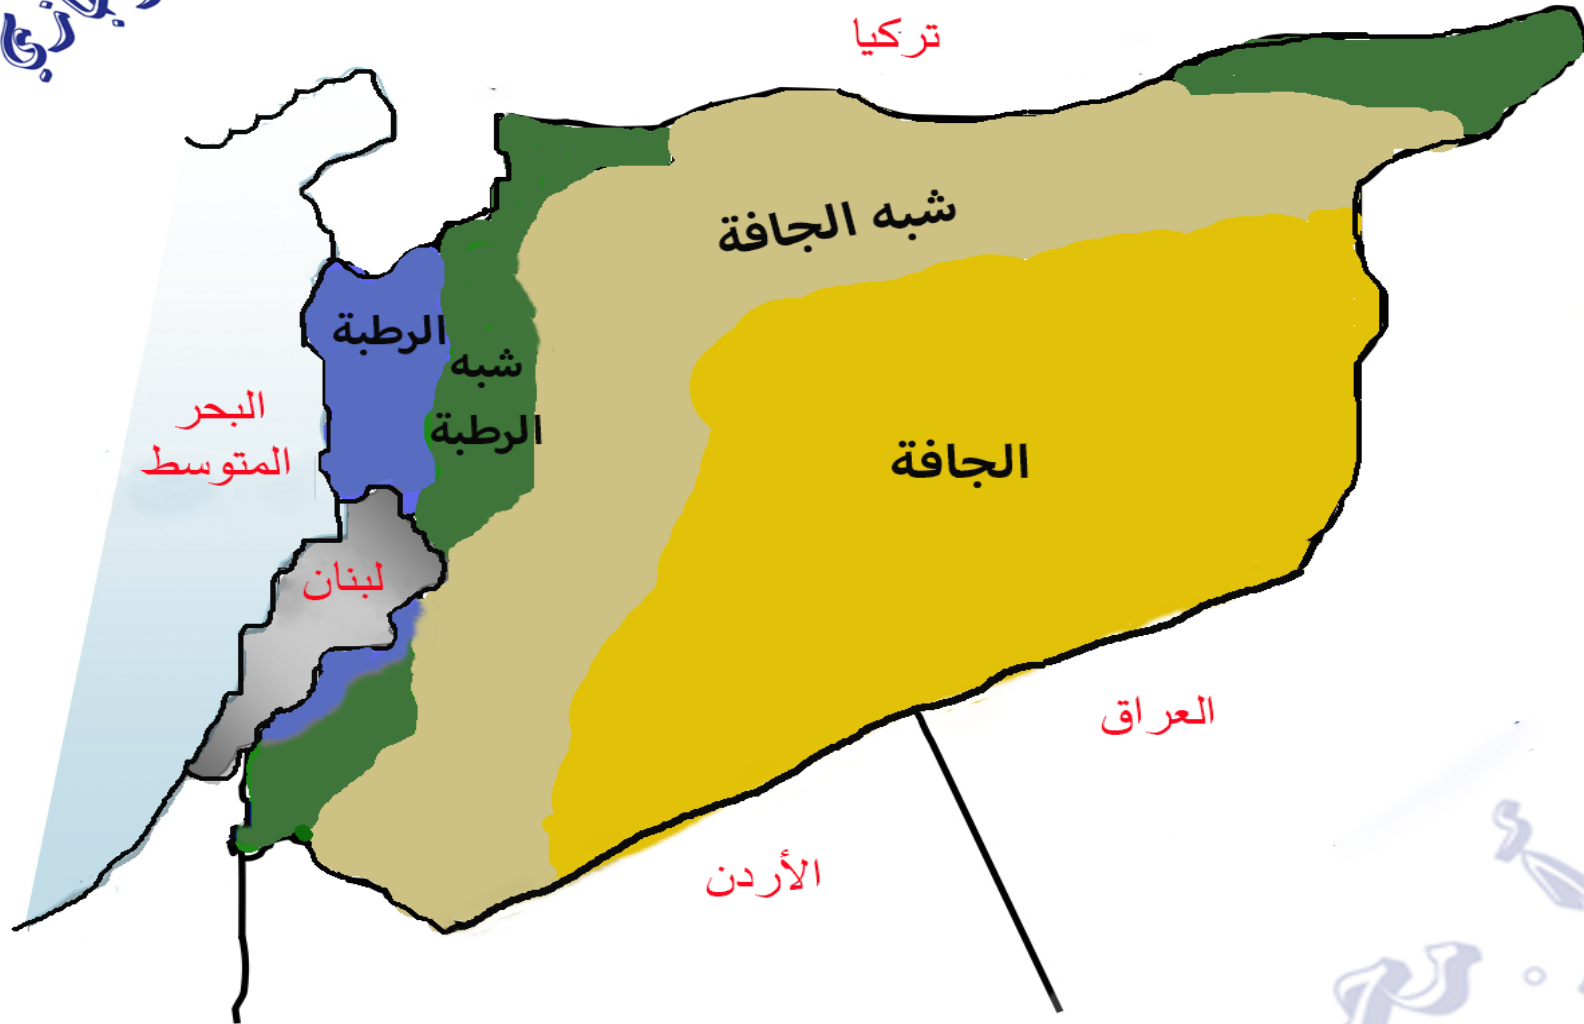 تركيا
شبه الجافة
الرطبة
شبه
الرطبة
البحر
المتوسط
الجافة
لبنان
العراق
الأردن